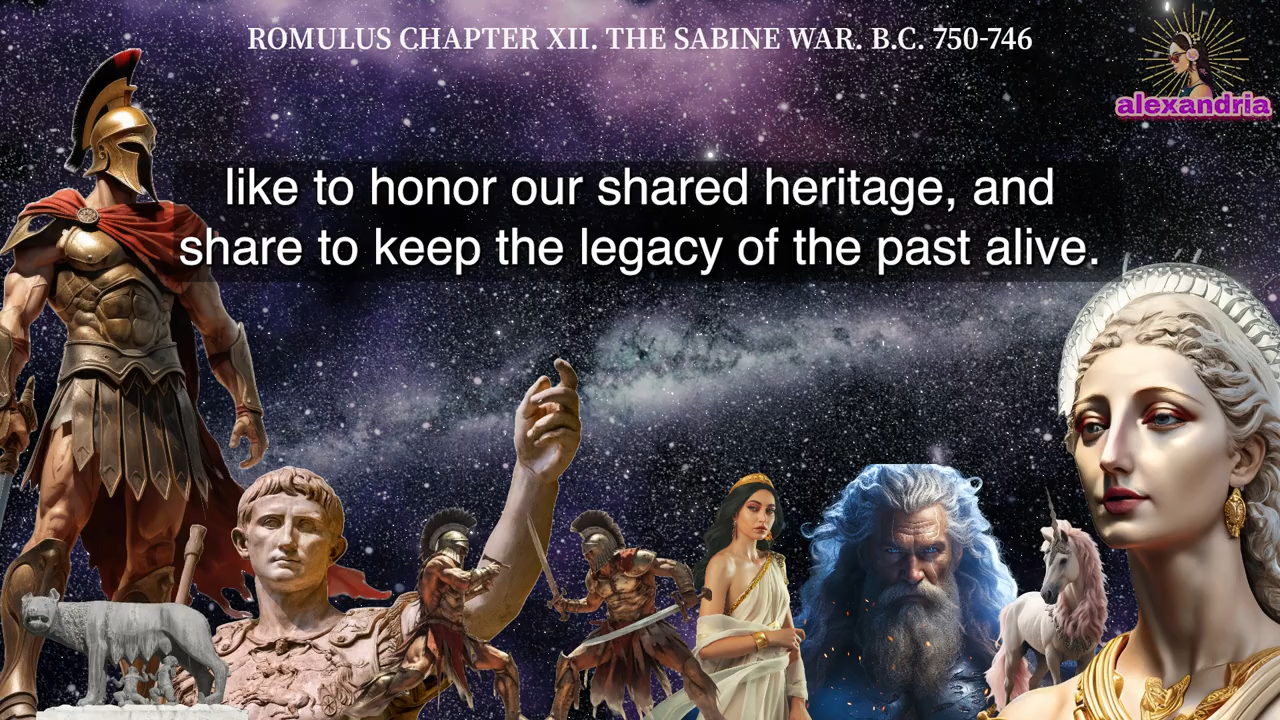 ROMULUS CHAPTER XII. THE SABINE WAR. B.C. 750-746
alexandria
like to honor our shared heritage, and
share to keep the legacy of the past alive.